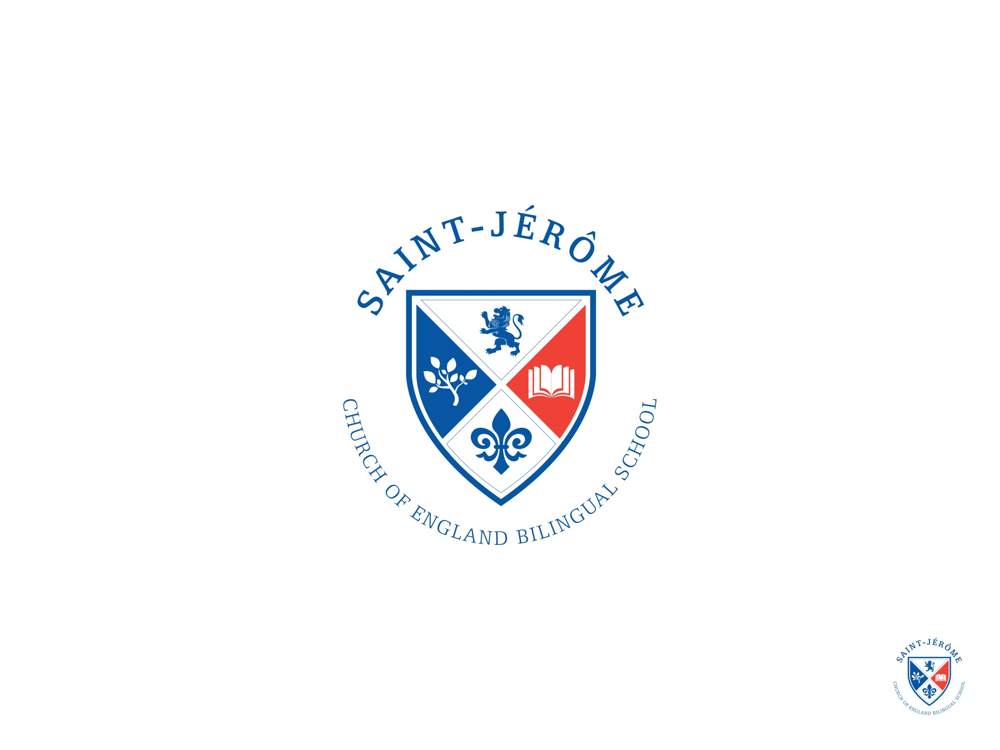 SAINT-JÉRÔME
CHURCH OF ENGLAND BILINGUAL SCHOOL
SAINT-JÉRÔME
CHURCH OF ENGLAND BILINGUAL SCHOOL